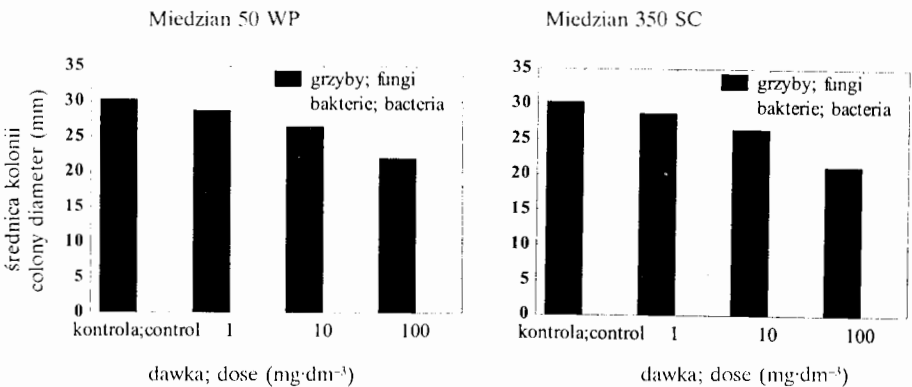 Miedzian 50 WP
Miedzian 350 SC
średnica kolonii
colony diameter (mm)
35
30
25
20
15
10
5
0
grzyby; fungi
bakterie; bacteria
kontrola;control 1 10 100
dawka; dose (mg·dm⁻³)
35
30
25
20
15
10
5
0
grzyby; fungi
bakterie; bacteria
kontrola;control 1 10 100
dawka; dose (mg·dm⁻³)